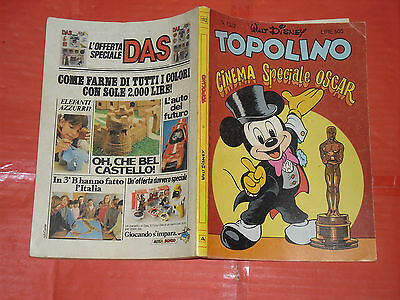 L'OFFERTA
SPECIALE
DAS
COME FARNE DI TUTTI I COLORI
CON SOLE 2.000 LIRE!
ELEFANTI
AZZURRI?
L'auto
del
futuro
OH, CHE BEL
CASTELLO!
In 3ª B hanno fatto
l'Italia
Un'offerta davvero speciale
Giocando s'impara.
TOPOLINO
WALT DISNEY
TOPOLINO
LIRE 500
CINEMA Speciale OSCAR